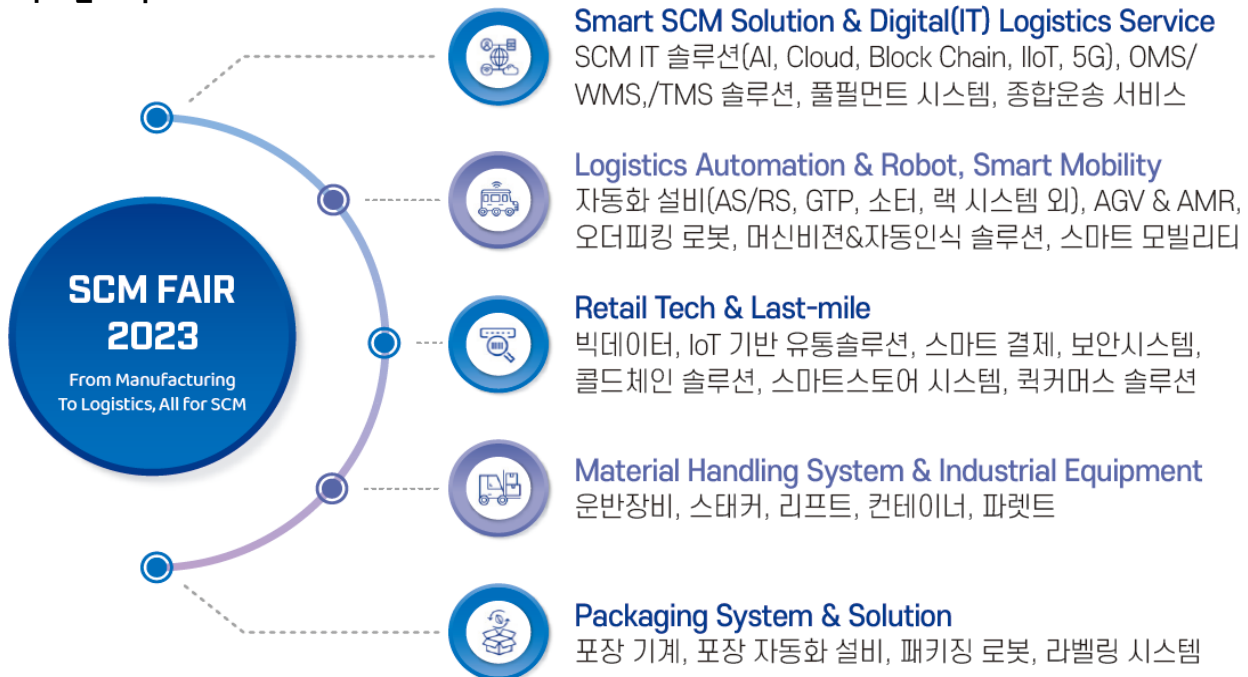 Smart SCM Solution & Digital(IT) Logistics Service
SCM IT 솔루션(AI, Cloud, Block Chain, IIoT, 5G), OMS/
WMS,/TMS 솔루션, 풀필먼트 시스템, 종합운송 서비스
Logistics Automation & Robot, Smart Mobility
자동화 설비(AS/RS, GTP, 소터, 랙 시스템 외), AGV & AMR,
오더피킹 로봇, 머신비젼&자동인식 솔루션, 스마트 모빌리티
SCM FAIR
2023
From Manufacturing
To Logistics, All for SCM
Retail Tech & Last-mile
빅데이터, IoT 기반 유통솔루션, 스마트 결제, 보안시스템,
콜드체인 솔루션, 스마트스토어 시스템, 퀵커머스 솔루션
Material Handling System & Industrial Equipment
운반장비, 스태커, 리프트, 컨테이너, 파렛트
Packaging System & Solution
포장 기계, 포장 자동화 설비, 패키징 로봇, 라벨링 시스템